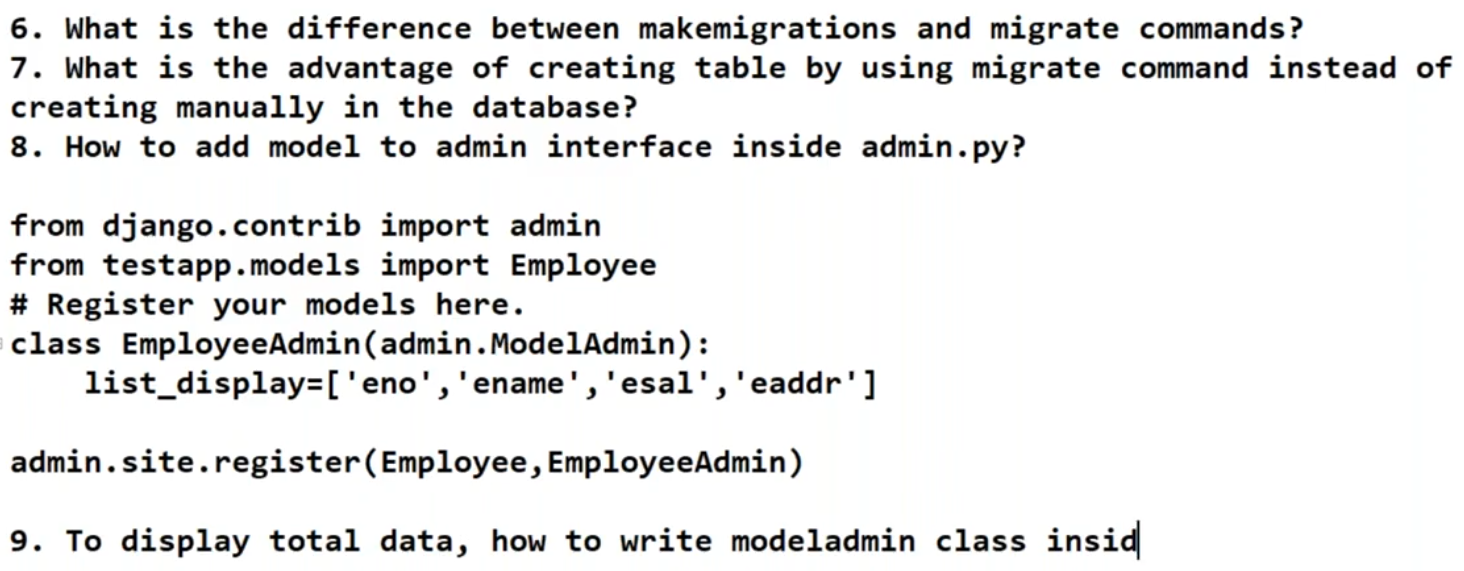 6. What is the difference between makemigrations and migrate commands?
7. What is the advantage of creating table by using migrate command instead of
creating manually in the database?
8. How to add model to admin interface inside admin.py?
from django.contrib import admin
from testapp.models import Employee
# Register your models here.
class EmployeeAdmin(admin.ModelAdmin):
    list_display=['eno','ename','esal','eaddr']
admin.site.register(Employee,EmployeeAdmin)
9. To display total data, how to write modeladmin class insid